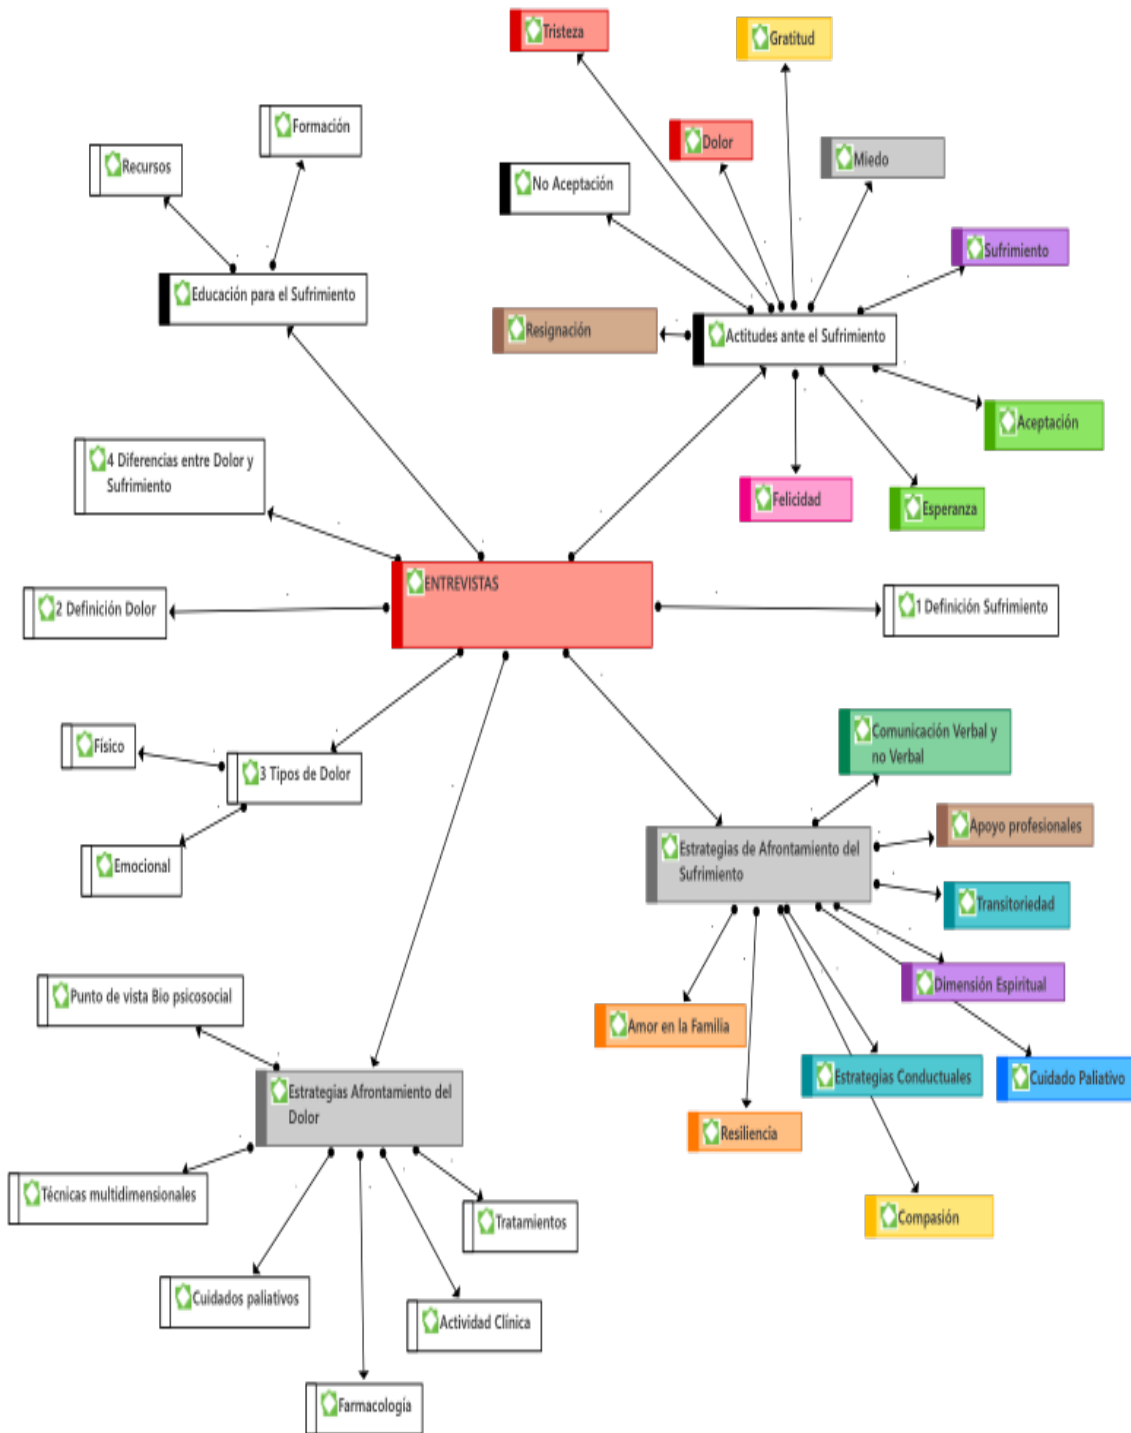 Tristeza
Gratitud
Formación
Dolor
Recursos
No Aceptación
Miedo
Sufrimiento
Educación para el Sufrimiento
Resignación
Actitudes ante el Sufrimiento
Aceptación
4 Diferencias entre Dolor y
Sufrimiento
Felicidad
Esperanza
ENTREVISTAS
2 Definición Dolor
1 Definición Sufrimiento
Comunicación Verbal y
no Verbal
Físico
3 Tipos de Dolor
Apoyo profesionales
Estrategias de Afrontamiento del
Sufrimiento
Emocional
Transitoriedad
Dimensión Espiritual
Punto de vista Bio psicosocial
Amor en la Familia
Estrategias Conductuales
Cuidado Paliativo
Estrategias Afrontamiento del
Dolor
Resiliencia
Técnicas multidimensionales
Tratamientos
Compasión
Cuidados paliativos
Actividad Clínica
Farmacología